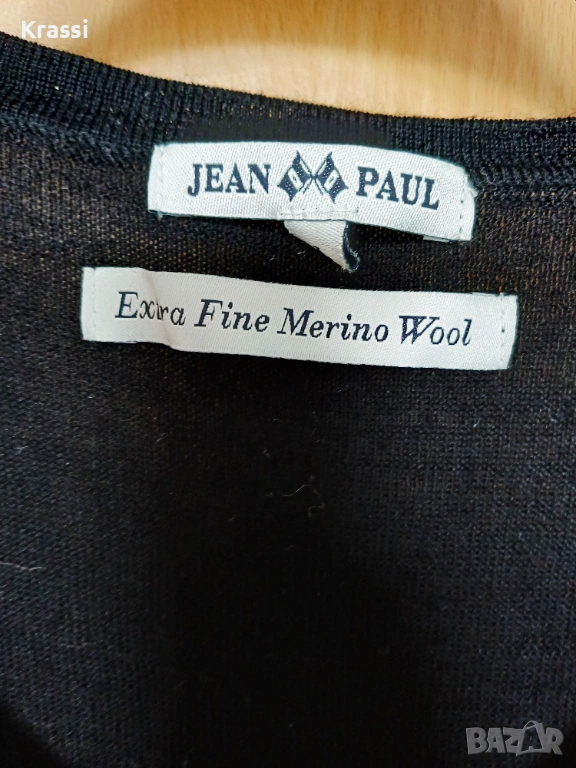 Krassi
JEAN PAUL
Extra Fine Merino Wool
BAZAR